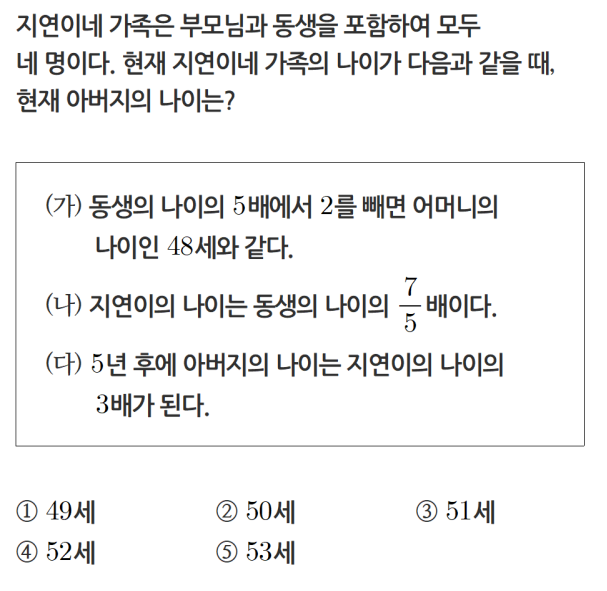 지연이네 가족은 부모님과 동생을 포함하여 모두
네 명이다. 현재 지연이네 가족의 나이가 다음과 같을 때,
현재 아버지의 나이는?
(가) 동생의 나이의 5배에서 2를 빼면 어머니의
나이인 48세와 같다.
(나) 지연이의 나이는 동생의 나이의 7/5배이다.
(다) 5년 후에 아버지의 나이는 지연이의 나이의
3배가 된다.
① 49세 ② 50세 ③ 51세
④ 52세 ⑤ 53세